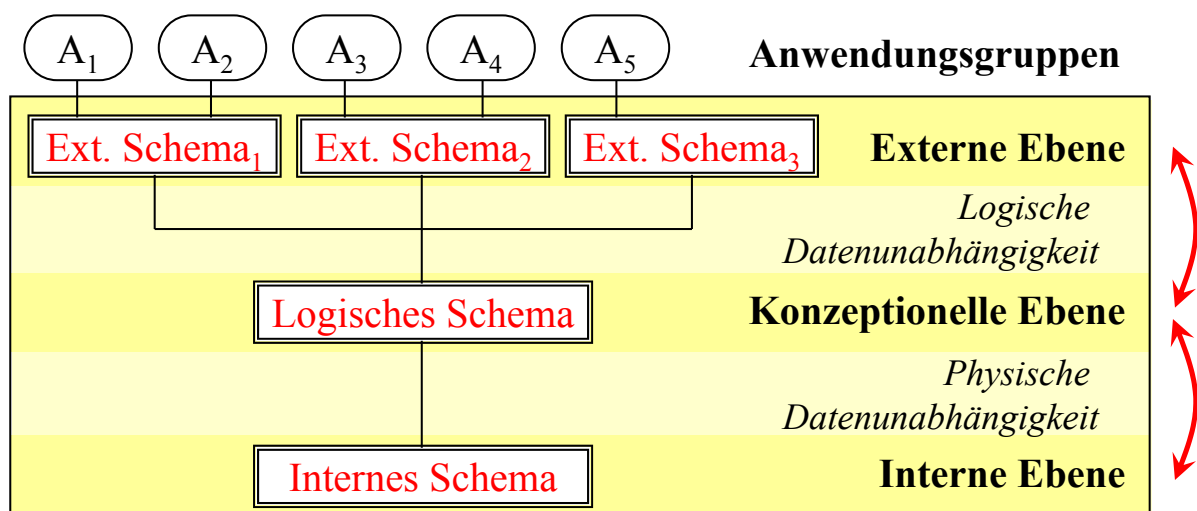 A₁ A₂ A₃ A₄ A₅ Anwendungsgruppen
Ext. Schema₁ Ext. Schema₂ Ext. Schema₃ Externe Ebene
Logische
Datenunabhängigkeit
Logisches Schema Konzeptionelle Ebene
Physische
Datenunabhängigkeit
Internes Schema Interne Ebene